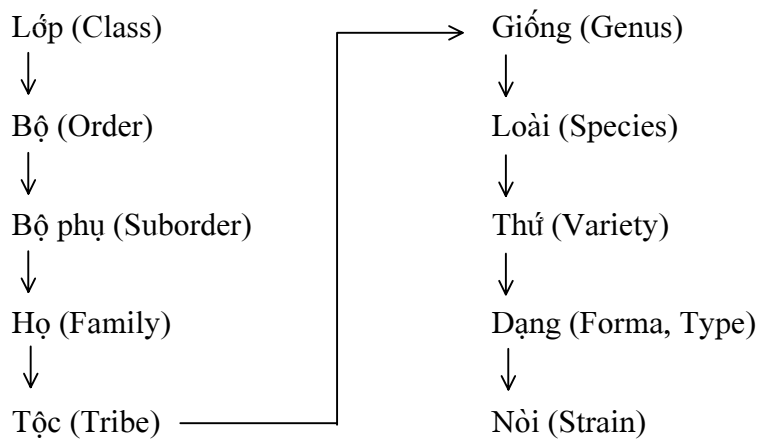 Lớp (Class)
Bộ (Order)
Bộ phụ (Suborder)
Họ (Family)
Tộc (Tribe)
Giống (Genus)
Loài (Species)
Thứ (Variety)
Dạng (Forma, Type)
Nòi (Strain)